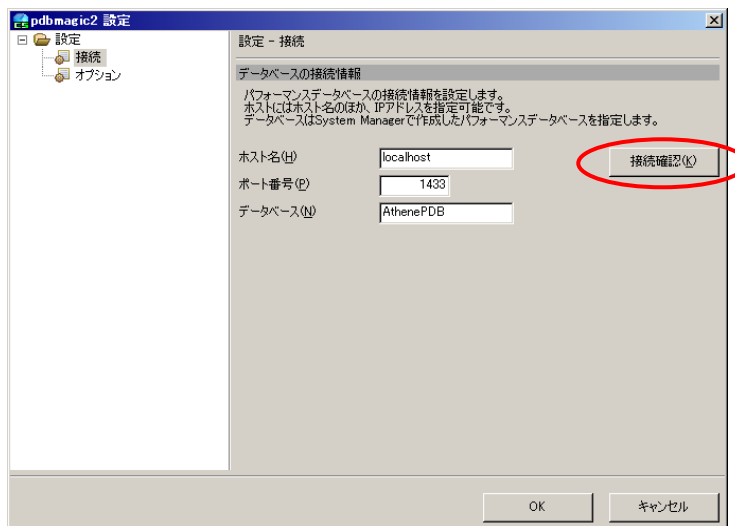 pdbmagic2 設定
設定
接続
オプション
設定 - 接続
データベースの接続情報
パフォーマンスデータベースの接続情報を設定します。
ホストにはホスト名のほか、IPアドレスを指定可能です。
データベースはSystem Managerで作成したパフォーマンスデータベースを指定します。
ホスト名(H) localhost 接続確認(K)
ポート番号(P) 1433
データベース(N) AthenePDB
OK キャンセル